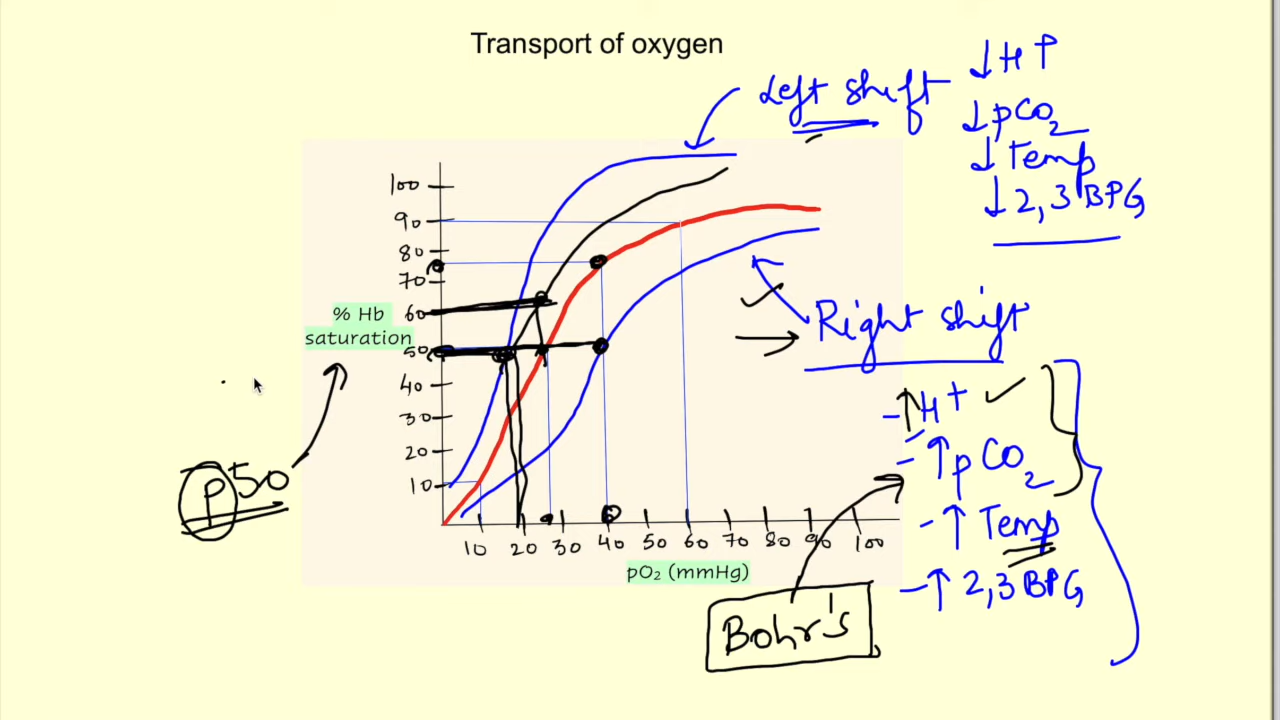 Transport of oxygen
Left shift
↓ H↑
↓ pCO₂
↓ Temp
↓ 2,3 BPG
100
90
80
70
60
50
40
30
20
10
% Hb
saturation
10 20 30 40 50 60 70 80 90 100
pO₂ (mmHg)
p50
→ Right shift
- ↑ H+ ✓
- ↑ pCO₂
- ↑ Temp
- ↑ 2,3 BPG
Bohr's